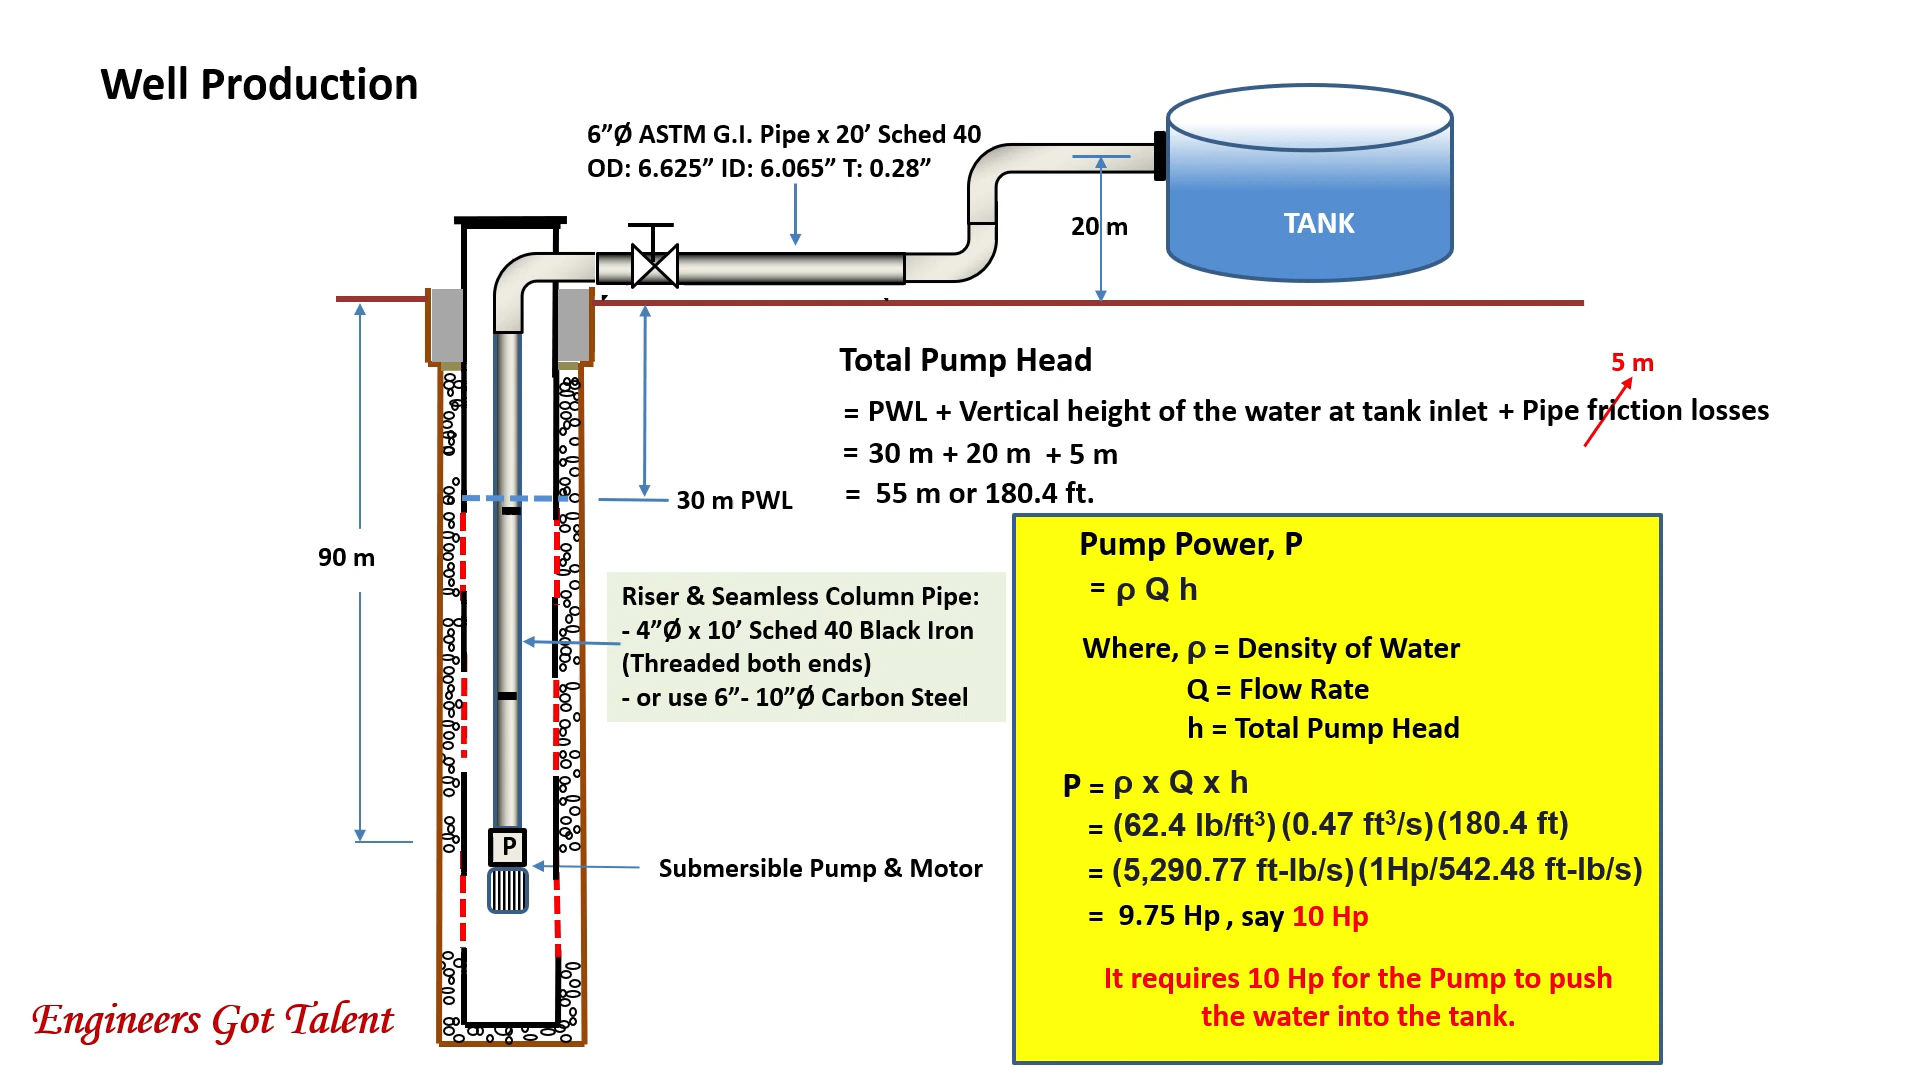 Well Production
6”Ø ASTM G.I. Pipe x 20’ Sched 40
OD: 6.625” ID: 6.065” T: 0.28”
TANK
20 m
Total Pump Head
5 m
= PWL + Vertical height of the water at tank inlet + Pipe friction losses
= 30 m + 20 m + 5 m
= 55 m or 180.4 ft.
30 m PWL
90 m
Riser & Seamless Column Pipe:
- 4”Ø x 10’ Sched 40 Black Iron
(Threaded both ends)
- or use 6”- 10”Ø Carbon Steel
P
Submersible Pump & Motor
Pump Power, P
= ρ Q h
Where, ρ = Density of Water
Q = Flow Rate
h = Total Pump Head
P = ρ x Q x h
= (62.4 lb/ft³)(0.47 ft³/s)(180.4 ft)
= (5,290.77 ft-lb/s)(1Hp/542.48 ft-lb/s)
= 9.75 Hp, say 10 Hp
It requires 10 Hp for the Pump to push
the water into the tank.
Engineers Got Talent